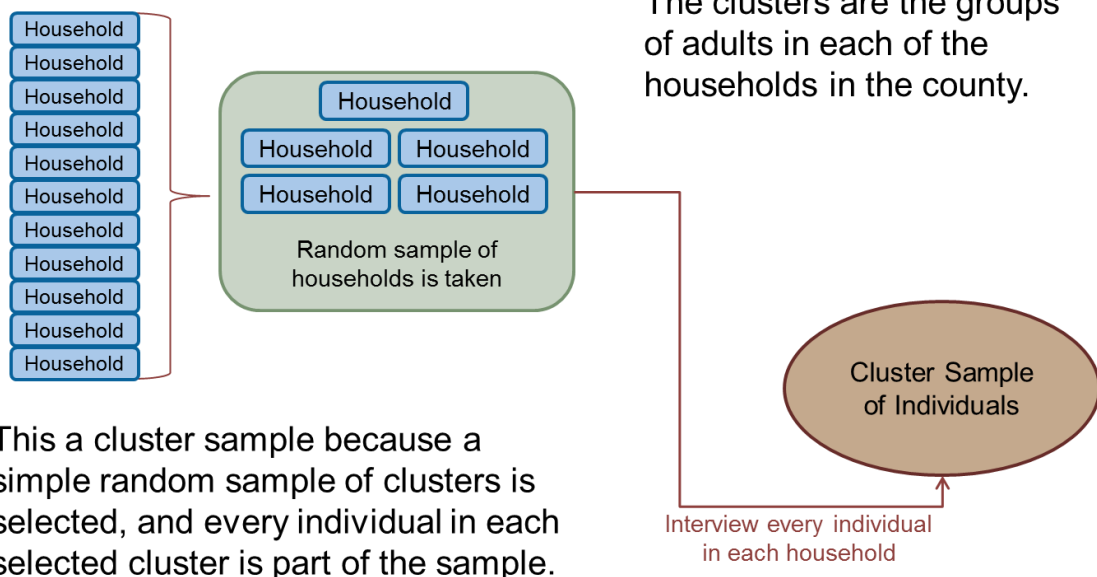 Household
Household
Household
Household
Household
Household
Household
Household
Household
Household
Household
Household
Household Household
Household Household
Random sample of
households is taken
The clusters are the groups
of adults in each of the
households in the county.
Cluster Sample
of Individuals
Interview every individual
in each household
This a cluster sample because a
simple random sample of clusters is
selected, and every individual in each
selected cluster is part of the sample.